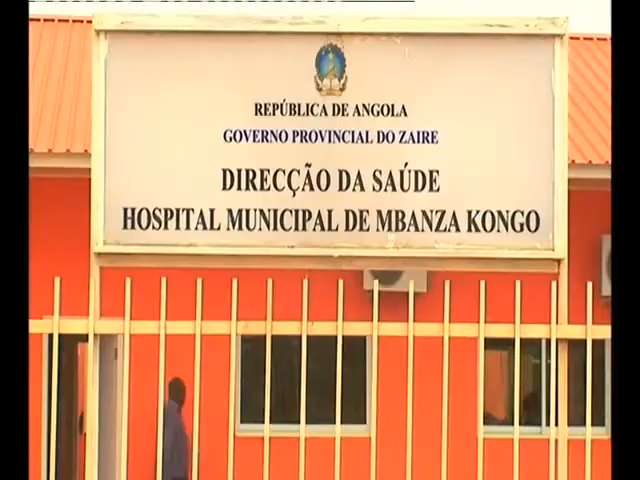 REPÚBLICA DE ANGOLA
GOVERNO PROVINCIAL DO ZAIRE
DIRECÇÃO DA SAÚDE
HOSPITAL MUNICIPAL DE MBANZA KONGO